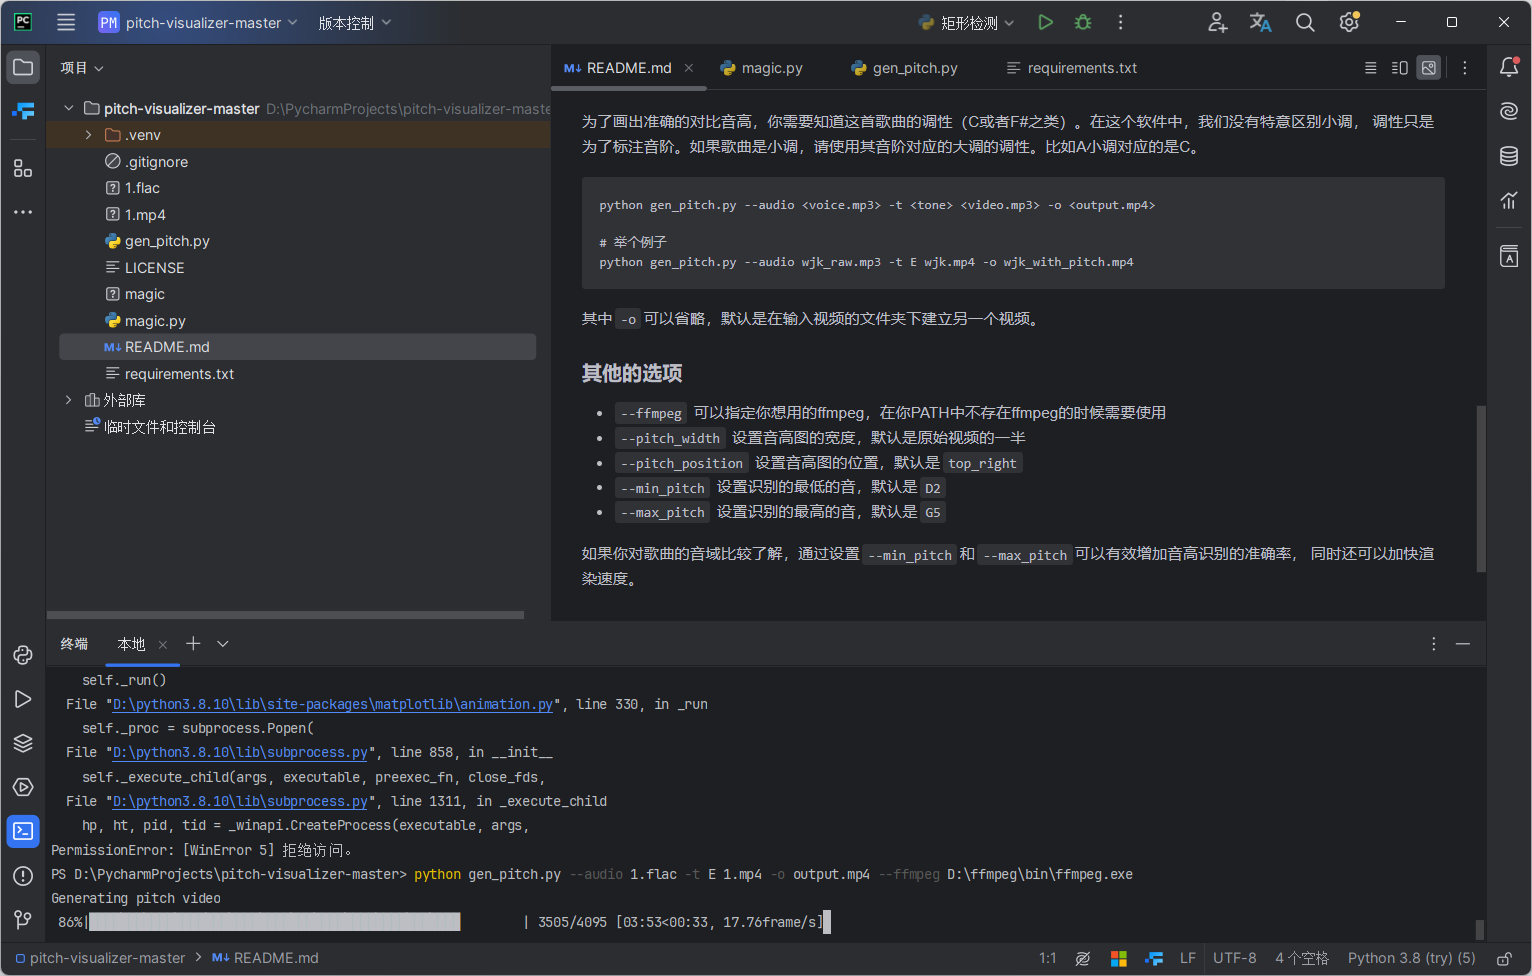 PC
PM pitch-visualizer-master 版本控制 矩形检测
项目
pitch-visualizer-master D:\PycharmProjects\pitch-visualizer-maste
.venv
.gitignore
1.flac
1.mp4
gen_pitch.py
LICENSE
magic
magic.py
README.md
requirements.txt
外部库
临时文件和控制台
README.md magic.py gen_pitch.py requirements.txt
为了画出准确的对比音高，你需要知道这首歌曲的调性（C或者F#之类）。在这个软件中，我们没有特意区别小调， 调性只是
为了标注音阶。如果歌曲是小调，请使用其音阶对应的大调的调性。比如A小调对应的是C。
python gen_pitch.py --audio <voice.mp3> -t <tone> <video.mp3> -o <output.mp4>
# 举个例子
python gen_pitch.py --audio wjk_raw.mp3 -t E wjk.mp4 -o wjk_with_pitch.mp4
其中 -o 可以省略，默认是在输入视频的文件夹下建立另一个视频。
其他的选项
• --ffmpeg 可以指定你想用的ffmpeg，在你PATH中不存在ffmpeg的时候需要使用
• --pitch_width 设置音高图的宽度，默认是原始视频的一半
• --pitch_position 设置音高图的位置，默认是 top_right
• --min_pitch 设置识别的最低的音，默认是 D2
• --max_pitch 设置识别的最高的音，默认是 G5
如果你对歌曲的音域比较了解，通过设置 --min_pitch 和 --max_pitch 可以有效增加音高识别的准确率， 同时还可以加快渲
染速度。
终端 本地
self._run()
File "D:\python3.8.10\lib\site-packages\matplotlib\animation.py", line 330, in _run
self._proc = subprocess.Popen(
File "D:\python3.8.10\lib\subprocess.py", line 858, in __init__
self._execute_child(args, executable, preexec_fn, close_fds,
File "D:\python3.8.10\lib\subprocess.py", line 1311, in _execute_child
hp, ht, pid, tid = _winapi.CreateProcess(executable, args,
PermissionError: [WinError 5] 拒绝访问。
PS D:\PycharmProjects\pitch-visualizer-master> python gen_pitch.py --audio 1.flac -t E 1.mp4 -o output.mp4 --ffmpeg D:\ffmpeg\bin\ffmpeg.exe
Generating pitch video
86%| | 3505/4095 [03:53<00:33, 17.76frame/s]
pitch-visualizer-master > README.md 1:1 LF UTF-8 4 个空格 Python 3.8 (try) (5)